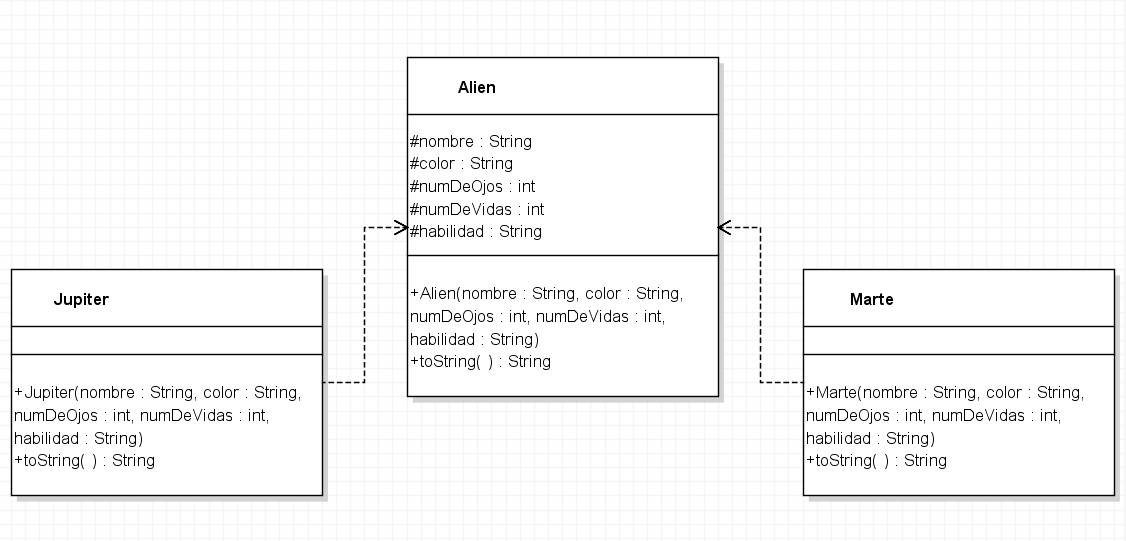 Alien
#nombre : String
#color : String
#numDeOjos : int
#numDeVidas : int
#habilidad : String
+Alien(nombre : String, color : String,
numDeOjos : int, numDeVidas : int,
habilidad : String)
+toString( ) : String
Jupiter
+Jupiter(nombre : String, color : String,
numDeOjos : int, numDeVidas : int,
habilidad : String)
+toString( ) : String
Marte
+Marte(nombre : String, color : String,
numDeOjos : int, numDeVidas : int,
habilidad : String)
+toString( ) : String